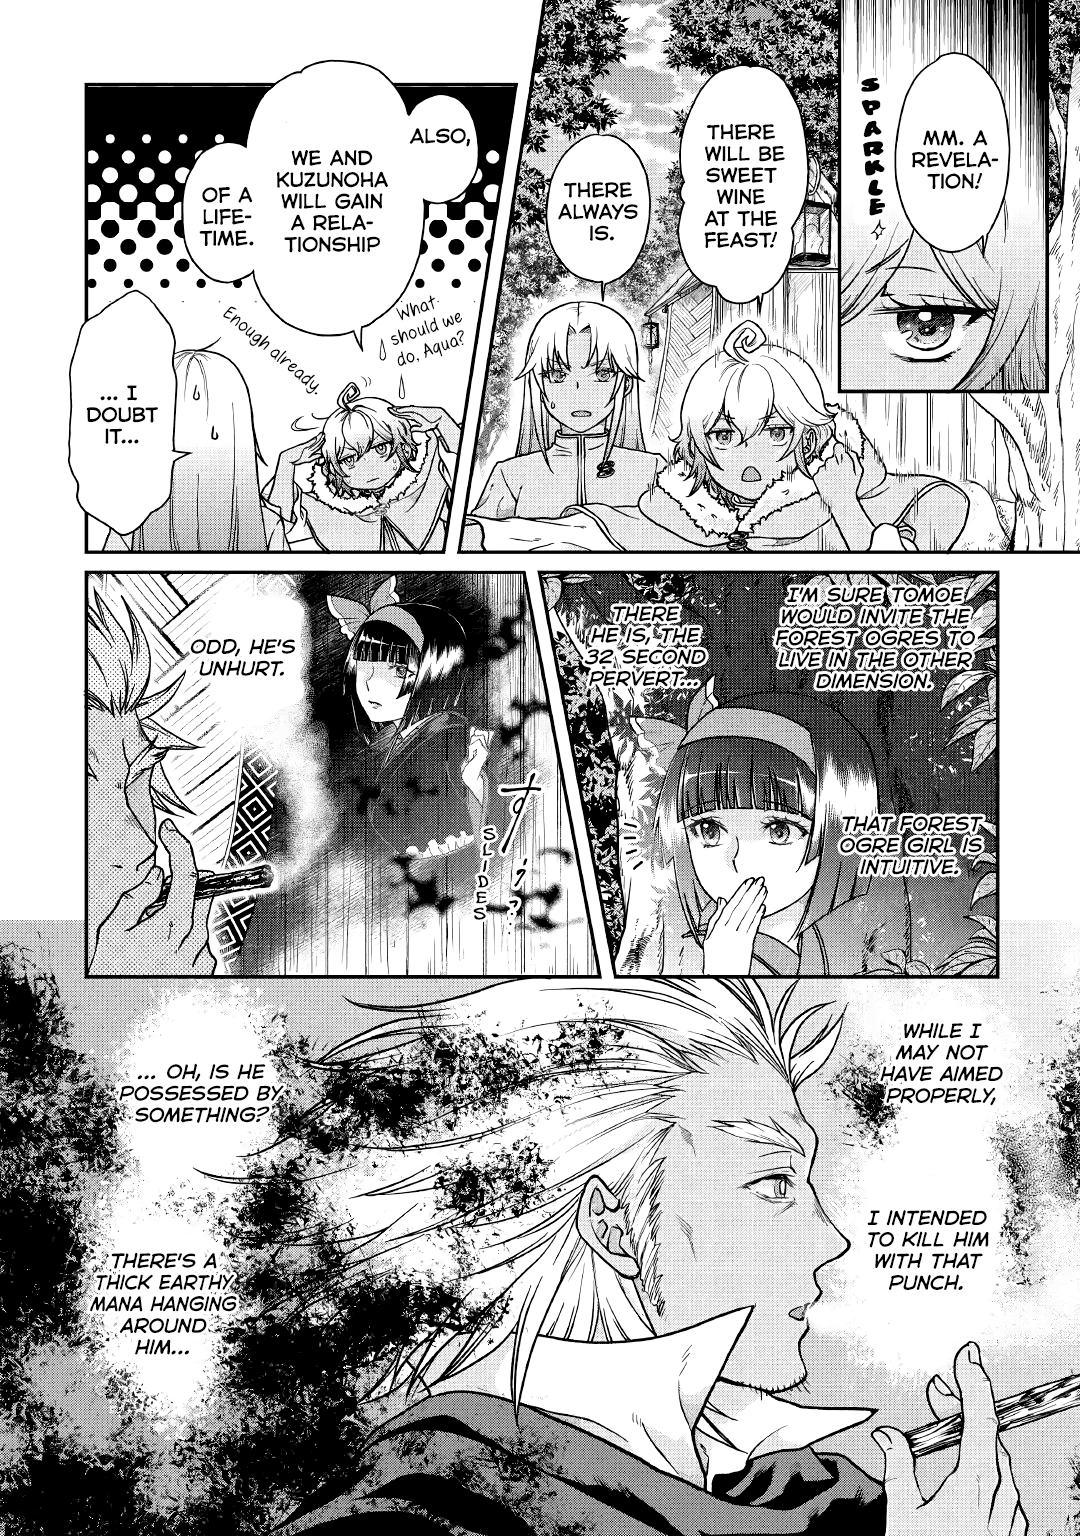 MM. A
REVELA-
TION!
SPARKLE
THERE
WILL BE
SWEET
WINE
AT THE
FEAST!
THERE
ALWAYS
IS.
ALSO,
WE AND
KUZUNOHA
WILL GAIN
A RELA-
TIONSHIP
OF A
LIFE-
TIME.
What
should we
do, Aqua?
Enough already.
... I
DOUBT
IT...
I'M SURE TOMOE
WOULD INVITE THE
FOREST OGRES TO
LIVE IN THE OTHER
DIMENSION.
THERE
HE IS, THE
32 SECOND
PERVERT...
THAT FOREST
OGRE GIRL IS
INTUITIVE.
す…
SLIDES
ODD, HE'S
UNHURT.
WHILE I
MAY NOT
HAVE AIMED
PROPERLY,
I INTENDED
TO KILL HIM
WITH THAT
PUNCH.
... OH, IS HE
POSSESSED BY
SOMETHING?
THERE'S A
THICK EARTHY
MANA HANGING
AROUND
HIM...